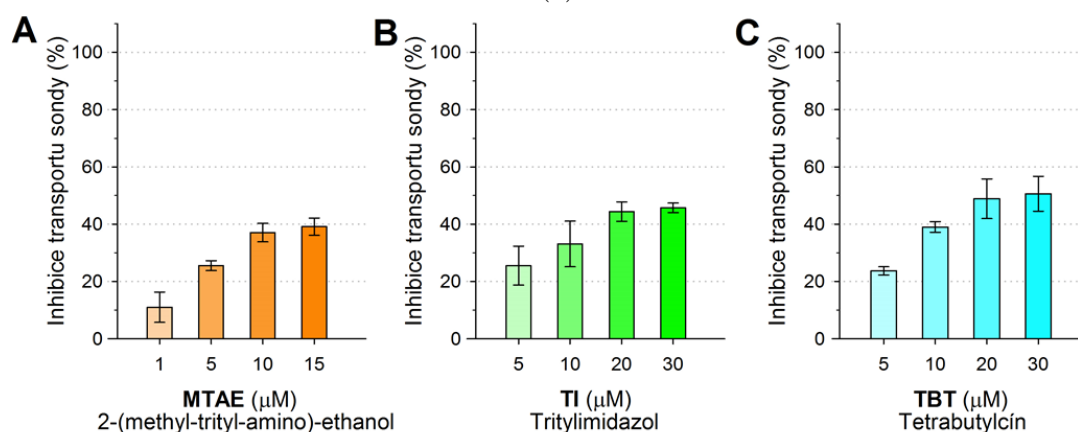 A
Inhibice transportu sondy (%)
100
80
60
40
20
0
1 5 10 15
MTAE (μM)
2-(methyl-trityl-amino)-ethanol
B
Inhibice transportu sondy (%)
100
80
60
40
20
0
5 10 20 30
TI (μM)
Tritylimidazol
C
Inhibice transportu sondy (%)
100
80
60
40
20
0
5 10 20 30
TBT (μM)
Tetrabutylcín